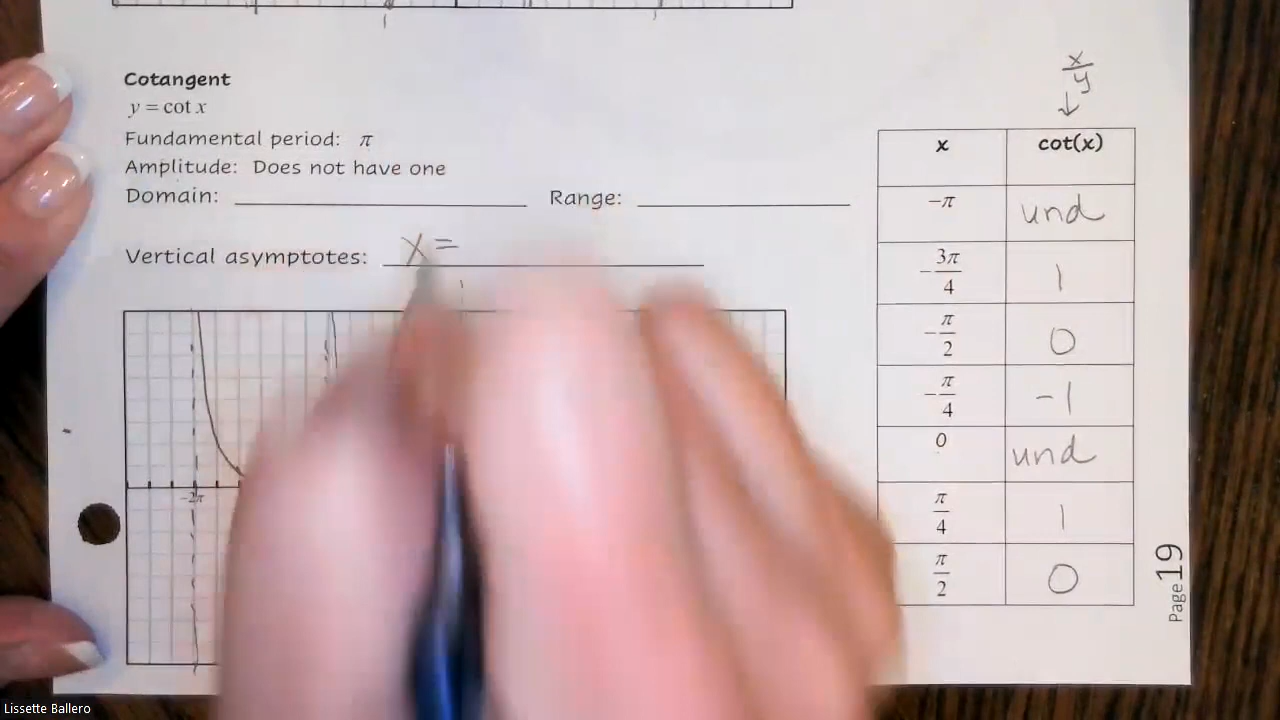 Cotangent
y = cot x
Fundamental period: π
Amplitude: Does not have one
Domain: Range:
Vertical asymptotes: x =
-2π
x/y
↓
x cot(x)
-π und
-3π/4 1
-π/2 0
-π/4 -1
0 und
π/4 1
π/2 0
Page 19
Lissette Ballero